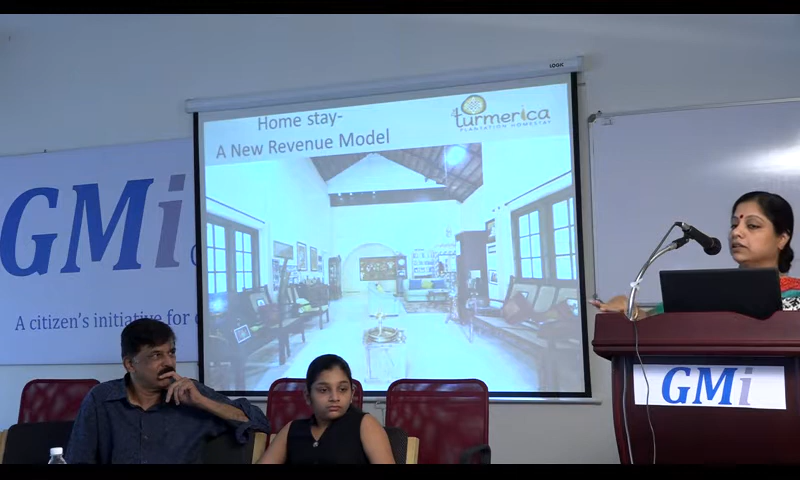 LOGIC
Home stay-
A New Revenue Model
turmerica
PLANTATION HOMESTAY
GMi
A citizen's initiative for
GMi